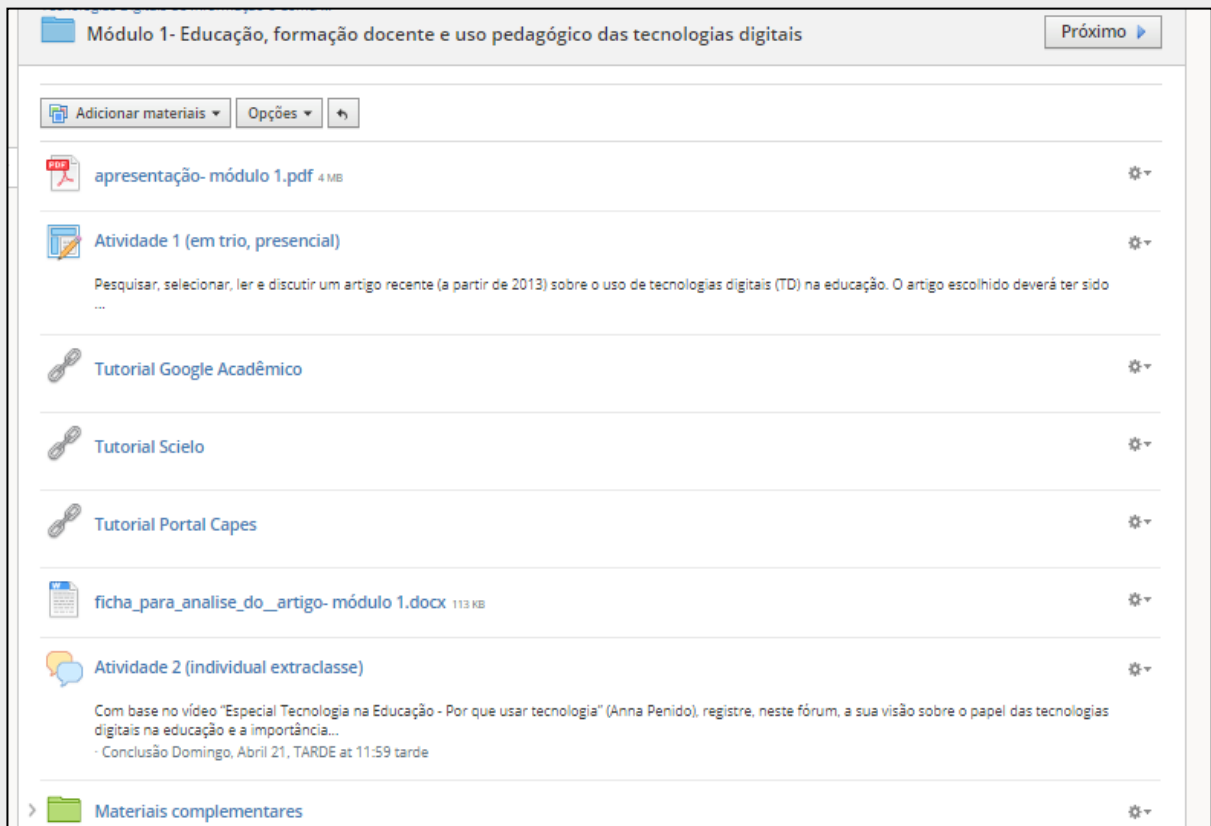 Módulo 1- Educação, formação docente e uso pedagógico das tecnologias digitais
Próximo
Adicionar materiais
Opções
PDF
apresentação- módulo 1.pdf 4 MB
Atividade 1 (em trio, presencial)
Pesquisar, selecionar, ler e discutir um artigo recente (a partir de 2013) sobre o uso de tecnologias digitais (TD) na educação. O artigo escolhido deverá ter sido
...
Tutorial Google Acadêmico
Tutorial Scielo
Tutorial Portal Capes
W
ficha_para_analise_do__artigo- módulo 1.docx 113 KB
Atividade 2 (individual extraclasse)
Com base no vídeo "Especial Tecnologia na Educação - Por que usar tecnologia" (Anna Penido), registre, neste fórum, a sua visão sobre o papel das tecnologias
digitais na educação e a importância...
· Conclusão Domingo, Abril 21, TARDE at 11:59 tarde
Materiais complementares